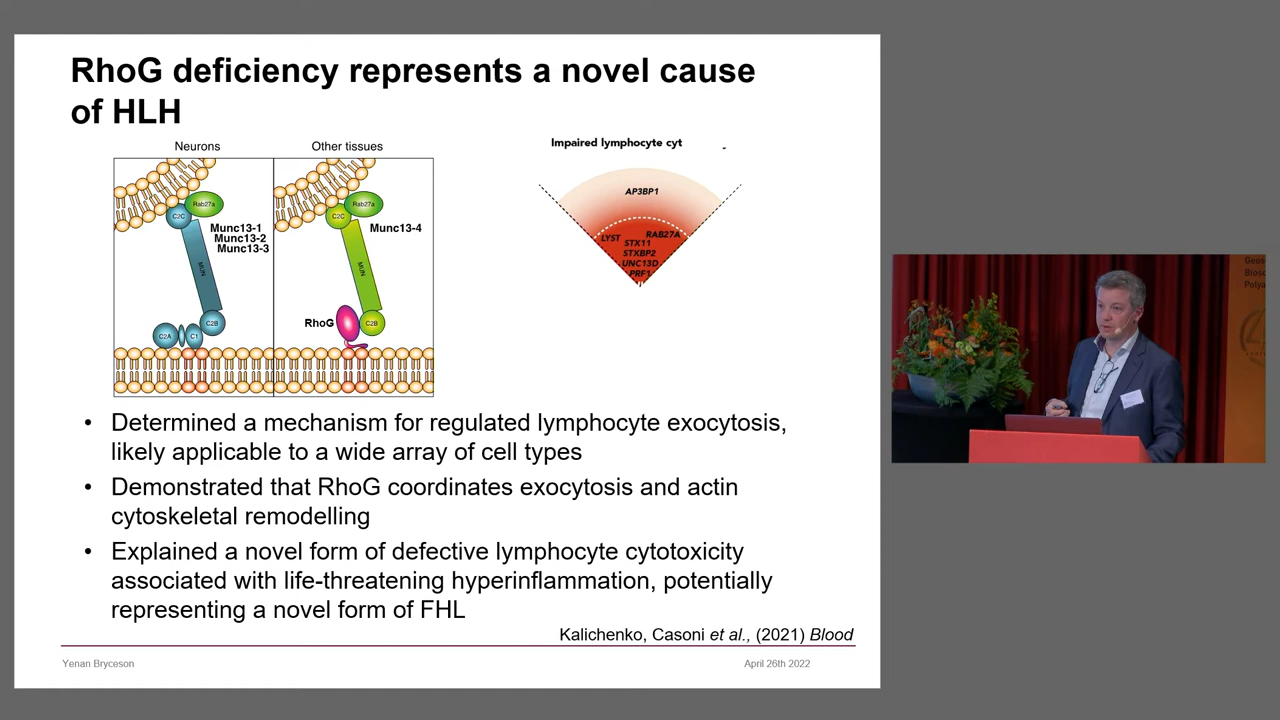 RhoG deficiency represents a novel cause
of HLH
Neurons
Other tissues
Impaired lymphocyte cyt
Rab27a
C2C
Munc13-1
Munc13-2
Munc13-3
MUN
C2B
C2A
C1
Rab27a
C2C
Munc13-4
MUN
RhoG
C2B
AP3BP1
LYST
RAB27A
STX11
STXBP2
UNC13D
PRF1
• Determined a mechanism for regulated lymphocyte exocytosis,
likely applicable to a wide array of cell types
• Demonstrated that RhoG coordinates exocytosis and actin
cytoskeletal remodelling
• Explained a novel form of defective lymphocyte cytotoxicity
associated with life-threatening hyperinflammation, potentially
representing a novel form of FHL
Kalichenko, Casoni et al., (2021) Blood
Yenan Bryceson
April 26th 2022
Geos
Biosc
Polya